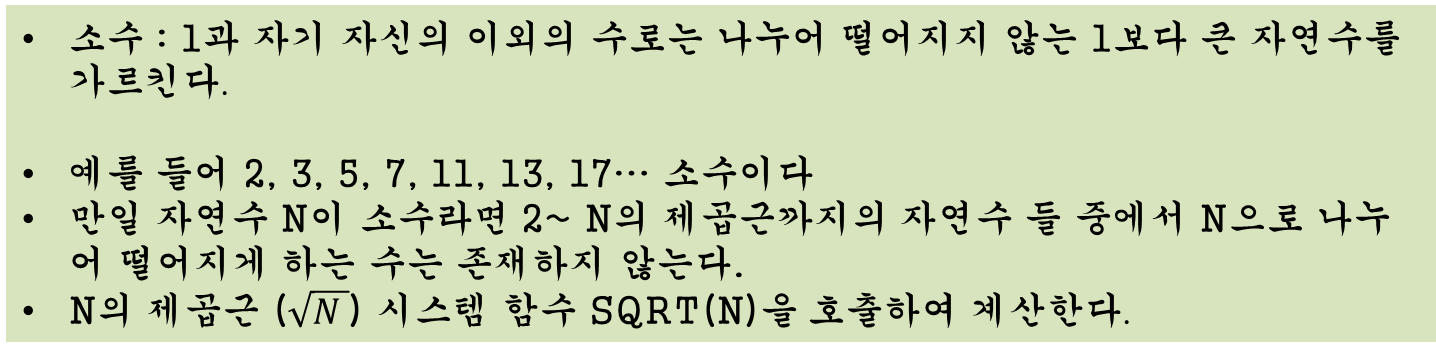 • 소수 : 1과 자기 자신의 이외의 수로는 나누어 떨어지지 않는 1보다 큰 자연수를
가르킨다.
• 예를 들어 2, 3, 5, 7, 11, 13, 17… 소수이다
• 만일 자연수 N이 소수라면 2~ N의 제곱근까지의 자연수 들 중에서 N으로 나누
어 떨어지게 하는 수는 존재하지 않는다.
• N의 제곱근 (√N) 시스템 함수 SQRT(N)을 호출하여 계산한다.